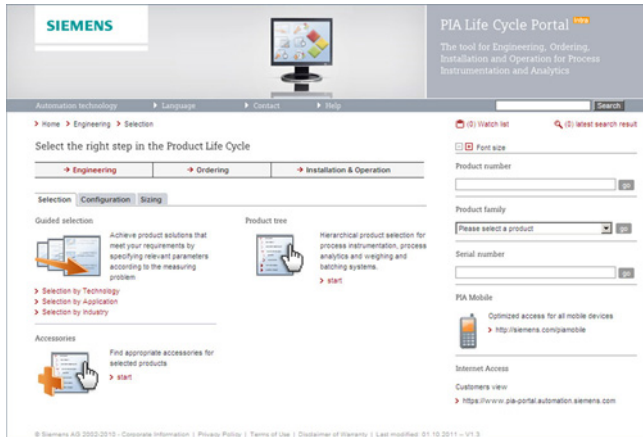 SIEMENS
PIA Life Cycle Portal Intra
The tool for Engineering, Ordering,
Installation and Operation for Process
Instrumentation and Analytics
Automation technology Language Contact Help Search
Home Engineering Selection
(0) Watch list (0) latest search result
Select the right step in the Product Life Cycle
Font size
Engineering Ordering Installation & Operation
Product number
go
Selection Configuration Sizing
Product family
Please select a product go
Guided selection
Achieve product solutions that
meet your requirements by
specifying relevant parameters
according to the measuring
problem
Selection by Technology
Selection by Application
Selection by Industry
Product tree
Hierarchical product selection for
process instrumentation, process
analytics and weighing and
batching systems.
start
Serial number
go
PIA Mobile
Optimized access for all mobile devices
http://siemens.com/piamobile
Accessories
Find appropriate accessories for
selected products
start
Internet Access
Customers view
https://www.pia-portal.automation.siemens.com
© Siemens AG 2002-2010 - Corporate Information | Privacy Policy | Terms of Use | Disclaimer of Warranty | Last modified: 01.10.2011 – V1.3